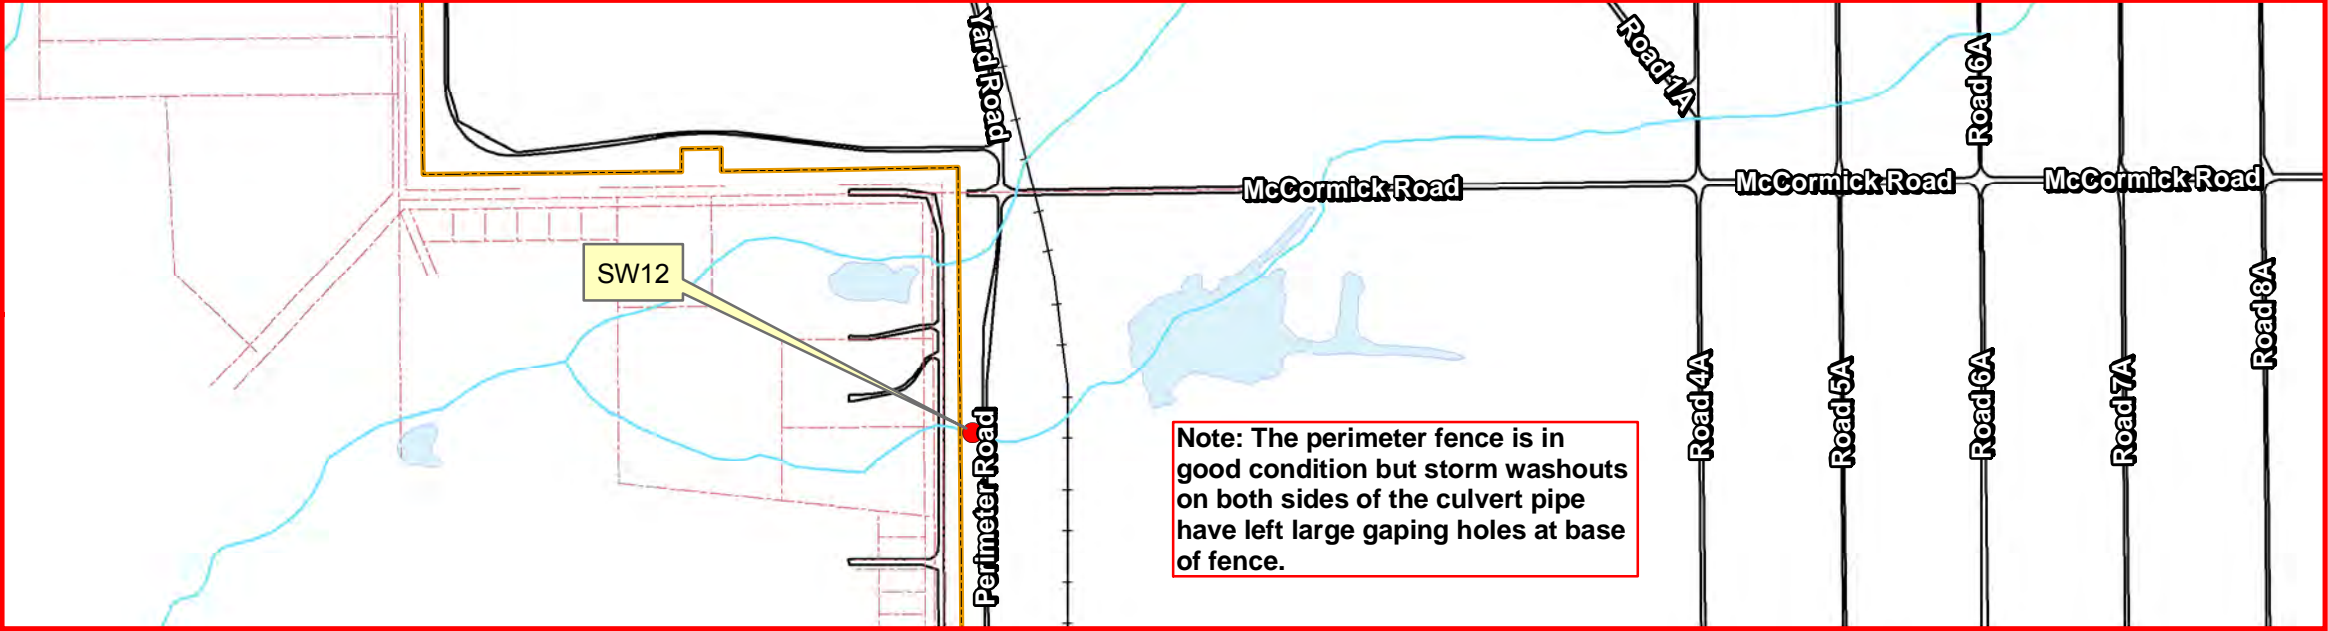 Yard Road
Road 1A
Road 6A
McCormick Road
McCormick Road
McCormick Road
SW12
Road 8A
Road 4A
Road 5A
Road 6A
Road 7A
Perimeter Road
Note: The perimeter fence is in
good condition but storm washouts
on both sides of the culvert pipe
have left large gaping holes at base
of fence.